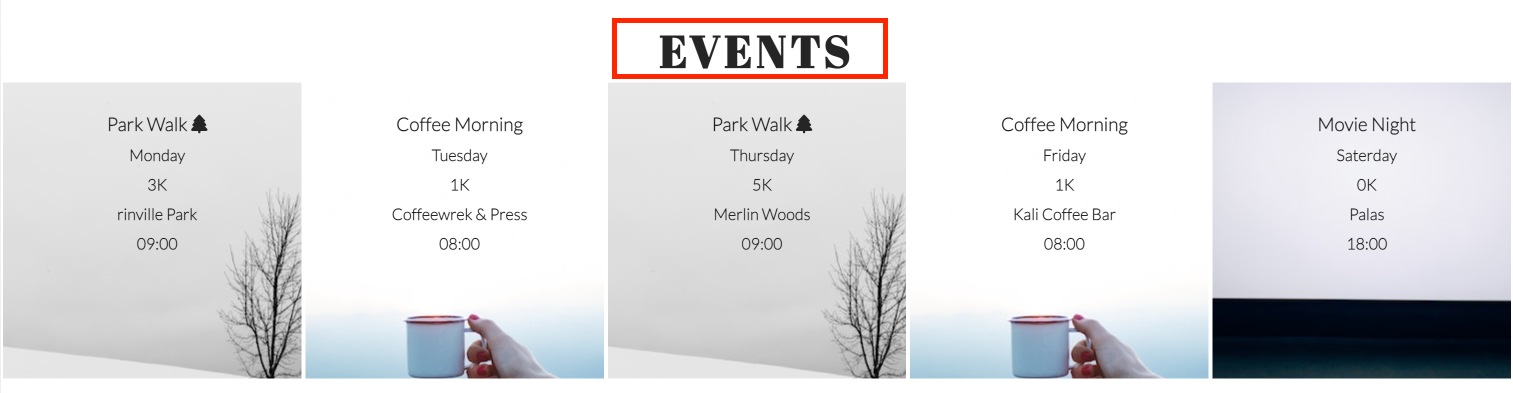 EVENTS
Park Walk
Monday
3K
rinville Park
09:00
Coffee Morning
Tuesday
1K
Coffeewrek & Press
08:00
Park Walk
Thursday
5K
Merlin Woods
09:00
Coffee Morning
Friday
1K
Kali Coffee Bar
08:00
Movie Night
Saterday
0K
Palas
18:00